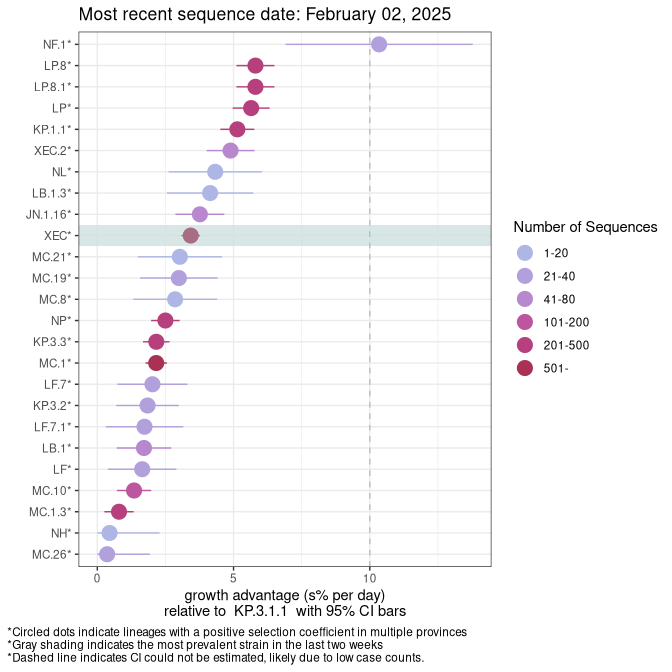 Most recent sequence date: February 02, 2025
NF.1*
LP.8*
LP.8.1*
LP*
KP.1.1*
XEC.2*
NL*
LB.1.3*
JN.1.16*
XEC*
MC.21*
MC.19*
MC.8*
NP*
KP.3.3*
MC.1*
LF.7*
KP.3.2*
LF.7.1*
LB.1*
LF*
MC.10*
MC.1.3*
NH*
MC.26*
0 5 10
growth advantage (s% per day)
relative to KP.3.1.1 with 95% CI bars
Number of Sequences
1-20
21-40
41-80
101-200
201-500
501-
*Circled dots indicate lineages with a positive selection coefficient in multiple provinces
*Gray shading indicates the most prevalent strain in the last two weeks
*Dashed line indicates CI could not be estimated, likely due to low case counts.